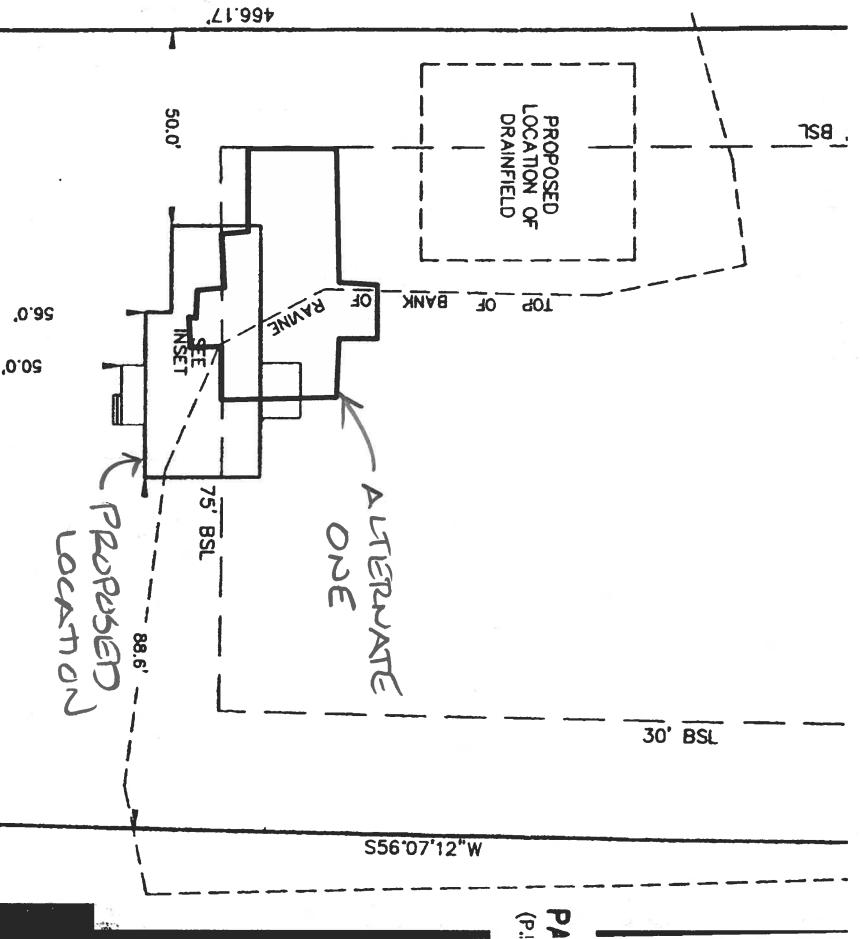 466.17'
50.0'
PROPOSED
LOCATION OF
DRAINFIELD
BSL
TOP OF BANK OF RAVINE
56.0'
50.0'
SEE
INSET
75' BSL
ALTERNATE
ONE
PROPOSED
LOCATION
88.6'
30' BSL
S56°07'12"W
PA
(P.